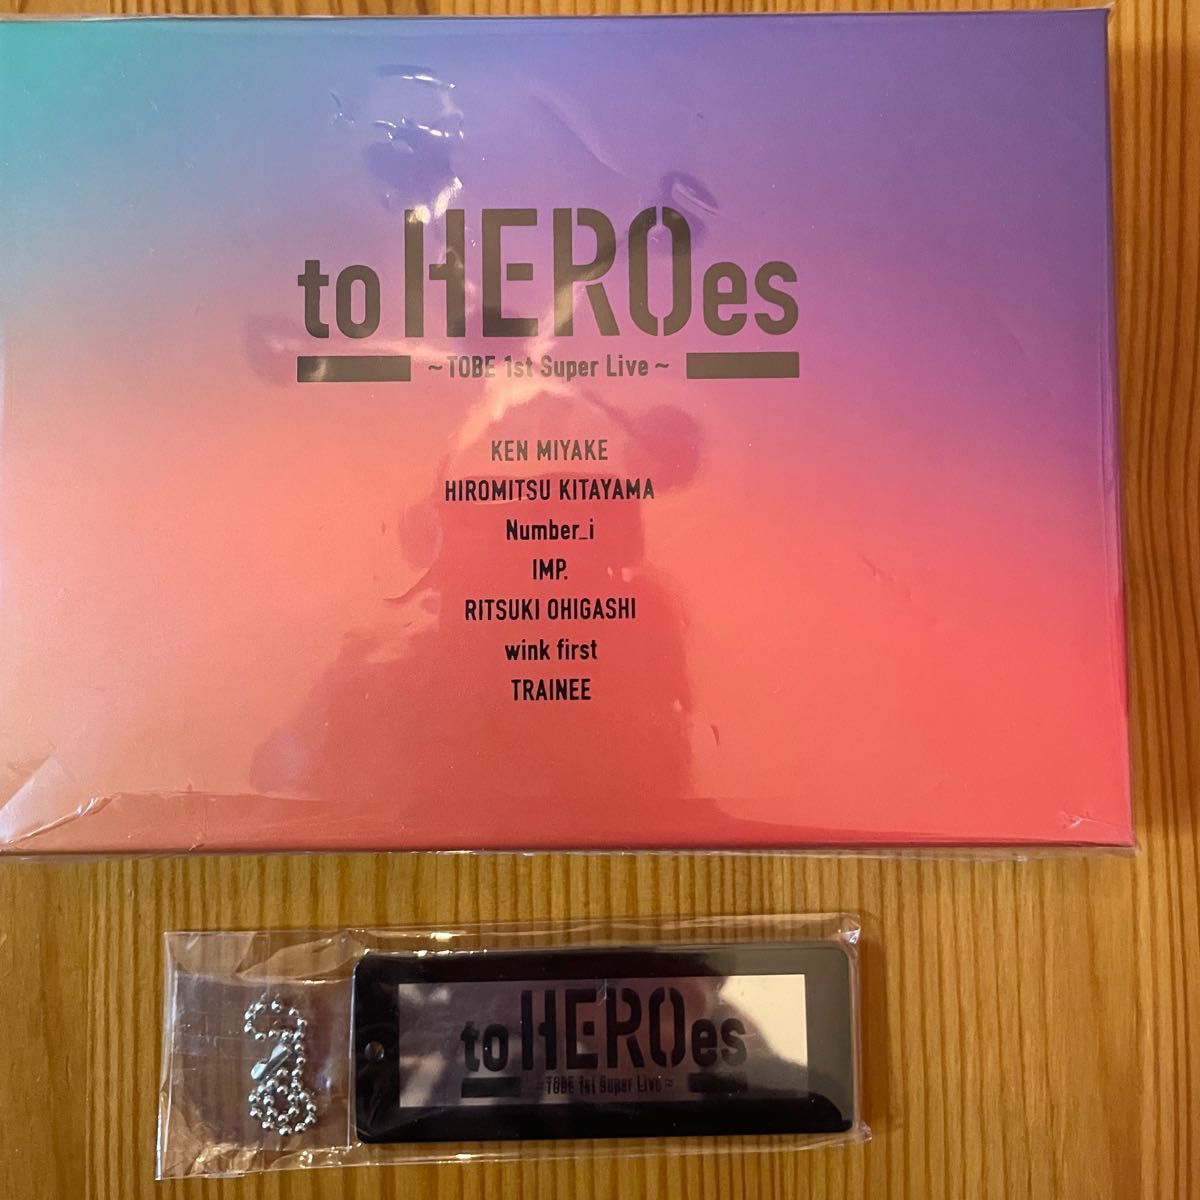 to HEROes
~ TOBE 1st Super Live ~
KEN MIYAKE
HIROMITSU KITAYAMA
Number_i
IMP.
RITSUKI OHIGASHI
wink first
TRAINEE
to HEROes
~ TOBE 1st Super Live ~